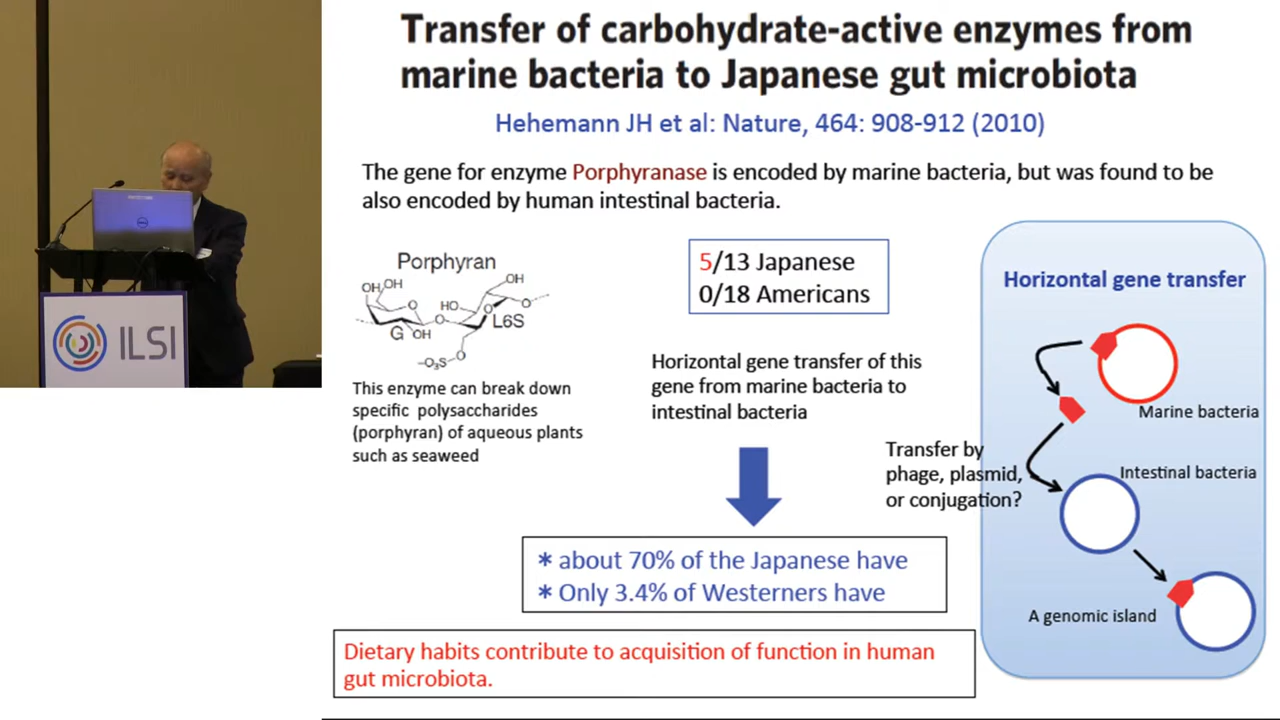 Transfer of carbohydrate-active enzymes from
marine bacteria to Japanese gut microbiota
Hehemann JH et al: Nature, 464: 908-912 (2010)
The gene for enzyme Porphyranase is encoded by marine bacteria, but was found to be
also encoded by human intestinal bacteria.
Porphyran
OH
OH
OH
HO
O
O
O
O
L6S
G
OH
-O₃S
O
This enzyme can break down
specific polysaccharides
(porphyran) of aqueous plants
such as seaweed
5/13 Japanese
0/18 Americans
Horizontal gene transfer of this
gene from marine bacteria to
intestinal bacteria
* about 70% of the Japanese have
* Only 3.4% of Westerners have
Dietary habits contribute to acquisition of function in human
gut microbiota.
Horizontal gene transfer
Marine bacteria
Transfer by
phage, plasmid,
or conjugation?
Intestinal bacteria
A genomic island
ILSI
DELL